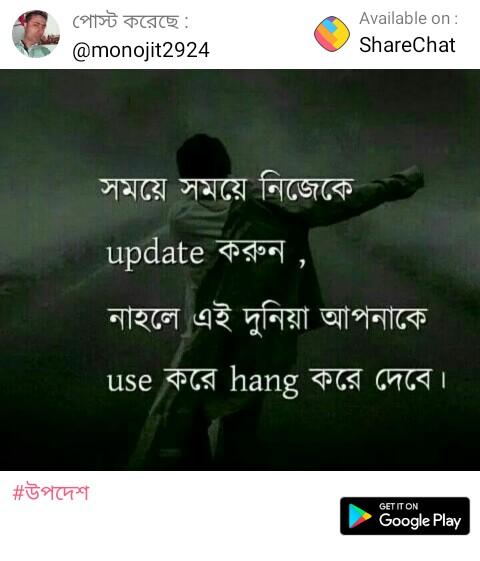 পোস্ট করেছে :
@monojit2924
Available on :
ShareChat
সময়ে সময়ে নিজেকে
update করুন ,
নাহলে এই দুনিয়া আপনাকে
use করে hang করে দেবে।
#উপদেশ
GET IT ON
Google Play